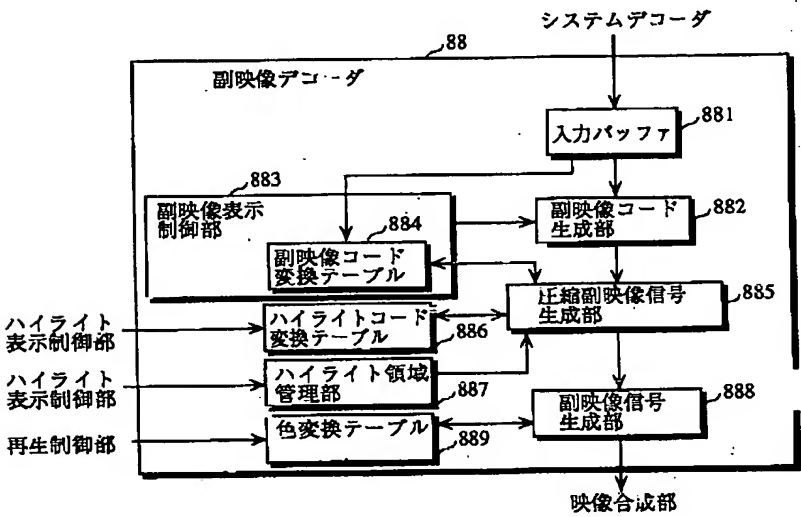 システムデコーダ
88
副映像デコーダ
881
入力バッファ
883
副映像表示
制御部
884
副映像コード
変換テーブル
副映像コード
生成部
882
圧縮副映像信号
生成部
885
ハイライト
表示制御部
ハイライトコード
変換テーブル
886
ハイライト
表示制御部
ハイライト領域
管理部
887
副映像信号
生成部
888
再生制御部
色変換テーブル
889
映像合成部